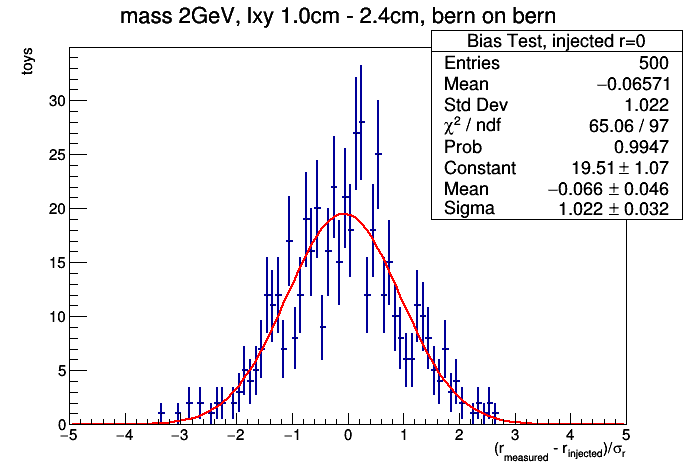 mass 2GeV, lxy 1.0cm - 2.4cm, bern on bern
toys
Bias Test, injected r=0
Entries 500
Mean −0.06571
Std Dev 1.022
χ² / ndf 65.06 / 97
Prob 0.9947
Constant 19.51 ± 1.07
Mean −0.066 ± 0.046
Sigma 1.022 ± 0.032
30
25
20
15
10
5
0
−5 −4 −3 −2 −1 0 1 2 3 4 5
(r_measured - r_injected)/σ_r